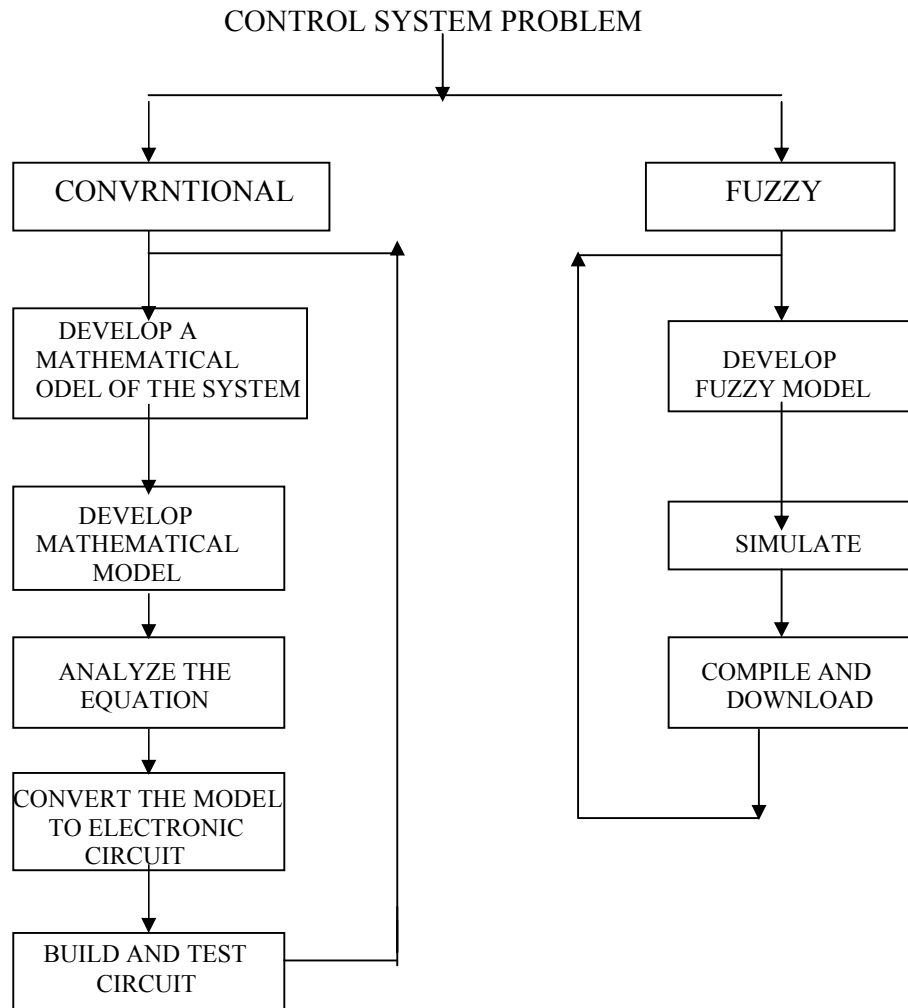 CONTROL SYSTEM PROBLEM
CONVRNTIONAL
DEVELOP A
MATHEMATICAL
ODEL OF THE SYSTEM
DEVELOP
MATHEMATICAL
MODEL
ANALYZE THE
EQUATION
CONVERT THE MODEL
TO ELECTRONIC
CIRCUIT
BUILD AND TEST
CIRCUIT
FUZZY
DEVELOP
FUZZY MODEL
SIMULATE
COMPILE AND
DOWNLOAD